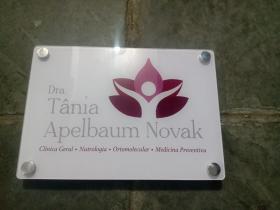 Dra.
Tânia
Apelbaum Novak
Clínica Geral • Nutrologia • Ortomolecular • Medicina Preventiva